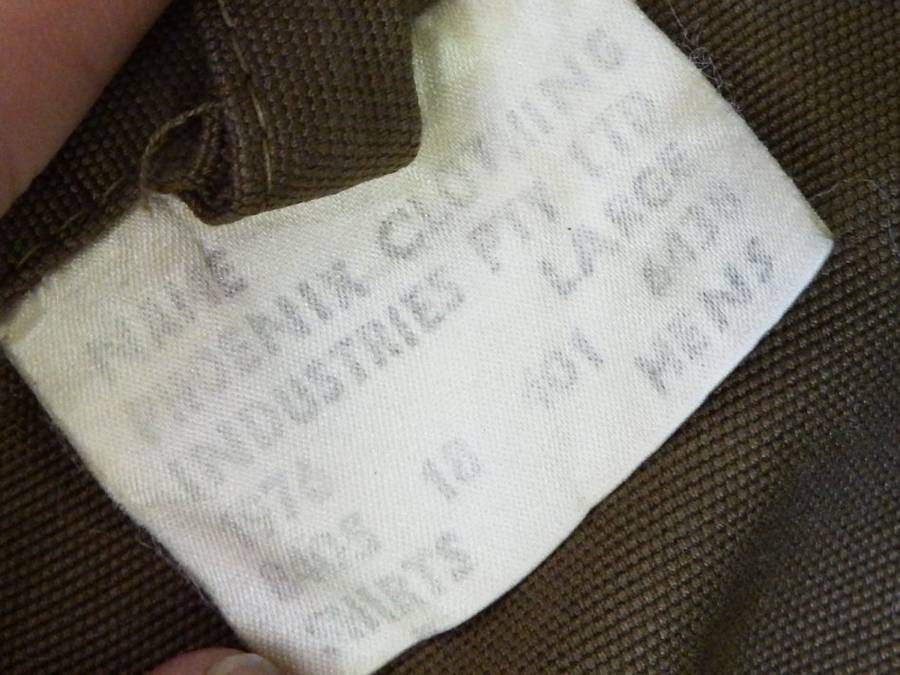 NAME
PHOENIX CLOTHING
INDUSTRIES PTY LTD
1976 LARGE
18 101
SHIRTS MENS